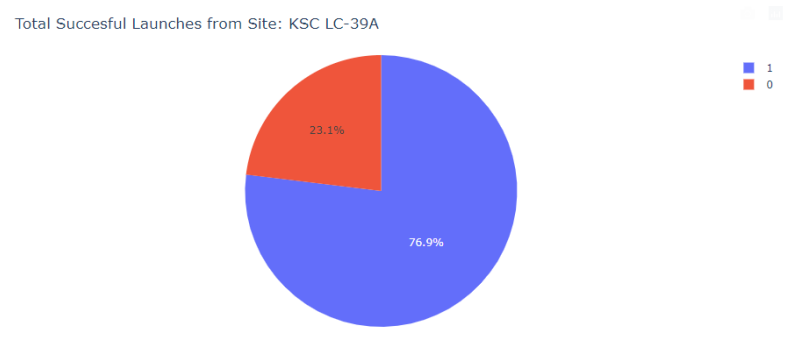 Total Succesful Launches from Site: KSC LC-39A
1
0
23.1%
76.9%